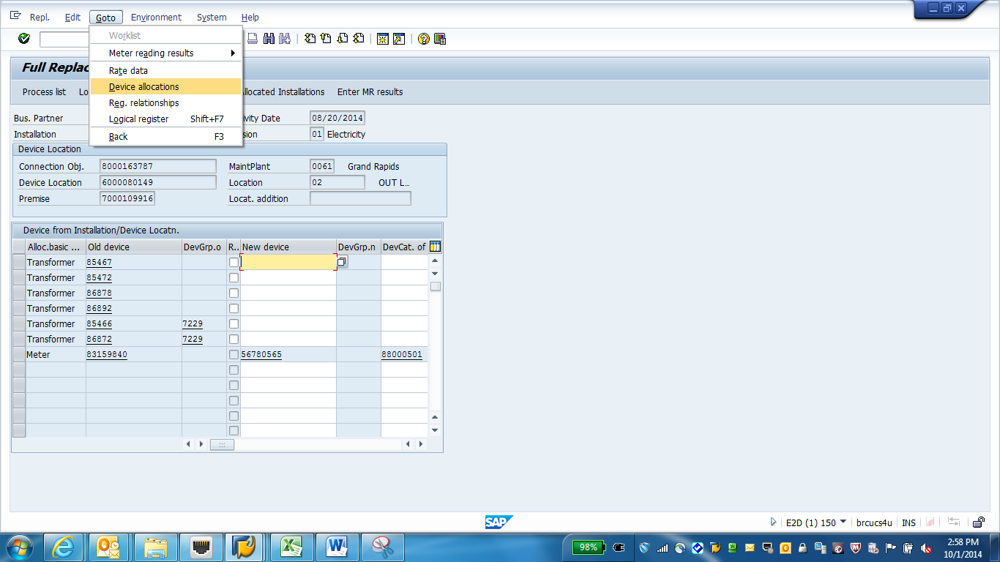 Repl. Edit Goto Environment System Help
Worklist
Meter reading results
Rate data
Device allocations
Reg. relationships
Logical register Shift+F7
Back F3
Full Replac
Process list Lo llocated Installations Enter MR results
Bus. Partner ivity Date 08/20/2014
Installation sion 01 Electricity
Device Location
Connection Obj. 8000163787 MaintPlant 0061 Grand Rapids
Device Location 6000080149 Location 02 OUT L...
Premise 7000109916 Locat. addition
Device from Installation/Device Locatn.
Alloc.basic ... Old device DevGrp.o R.. New device DevGrp.n DevCat. of
Transformer 85467
Transformer 85472
Transformer 86878
Transformer 86892
Transformer 85466 7229
Transformer 86872 7229
Meter 83159840 56780565 88000501
SAP
E2D (1) 150 brcucs4u INS
98% 2:58 PM
10/1/2014